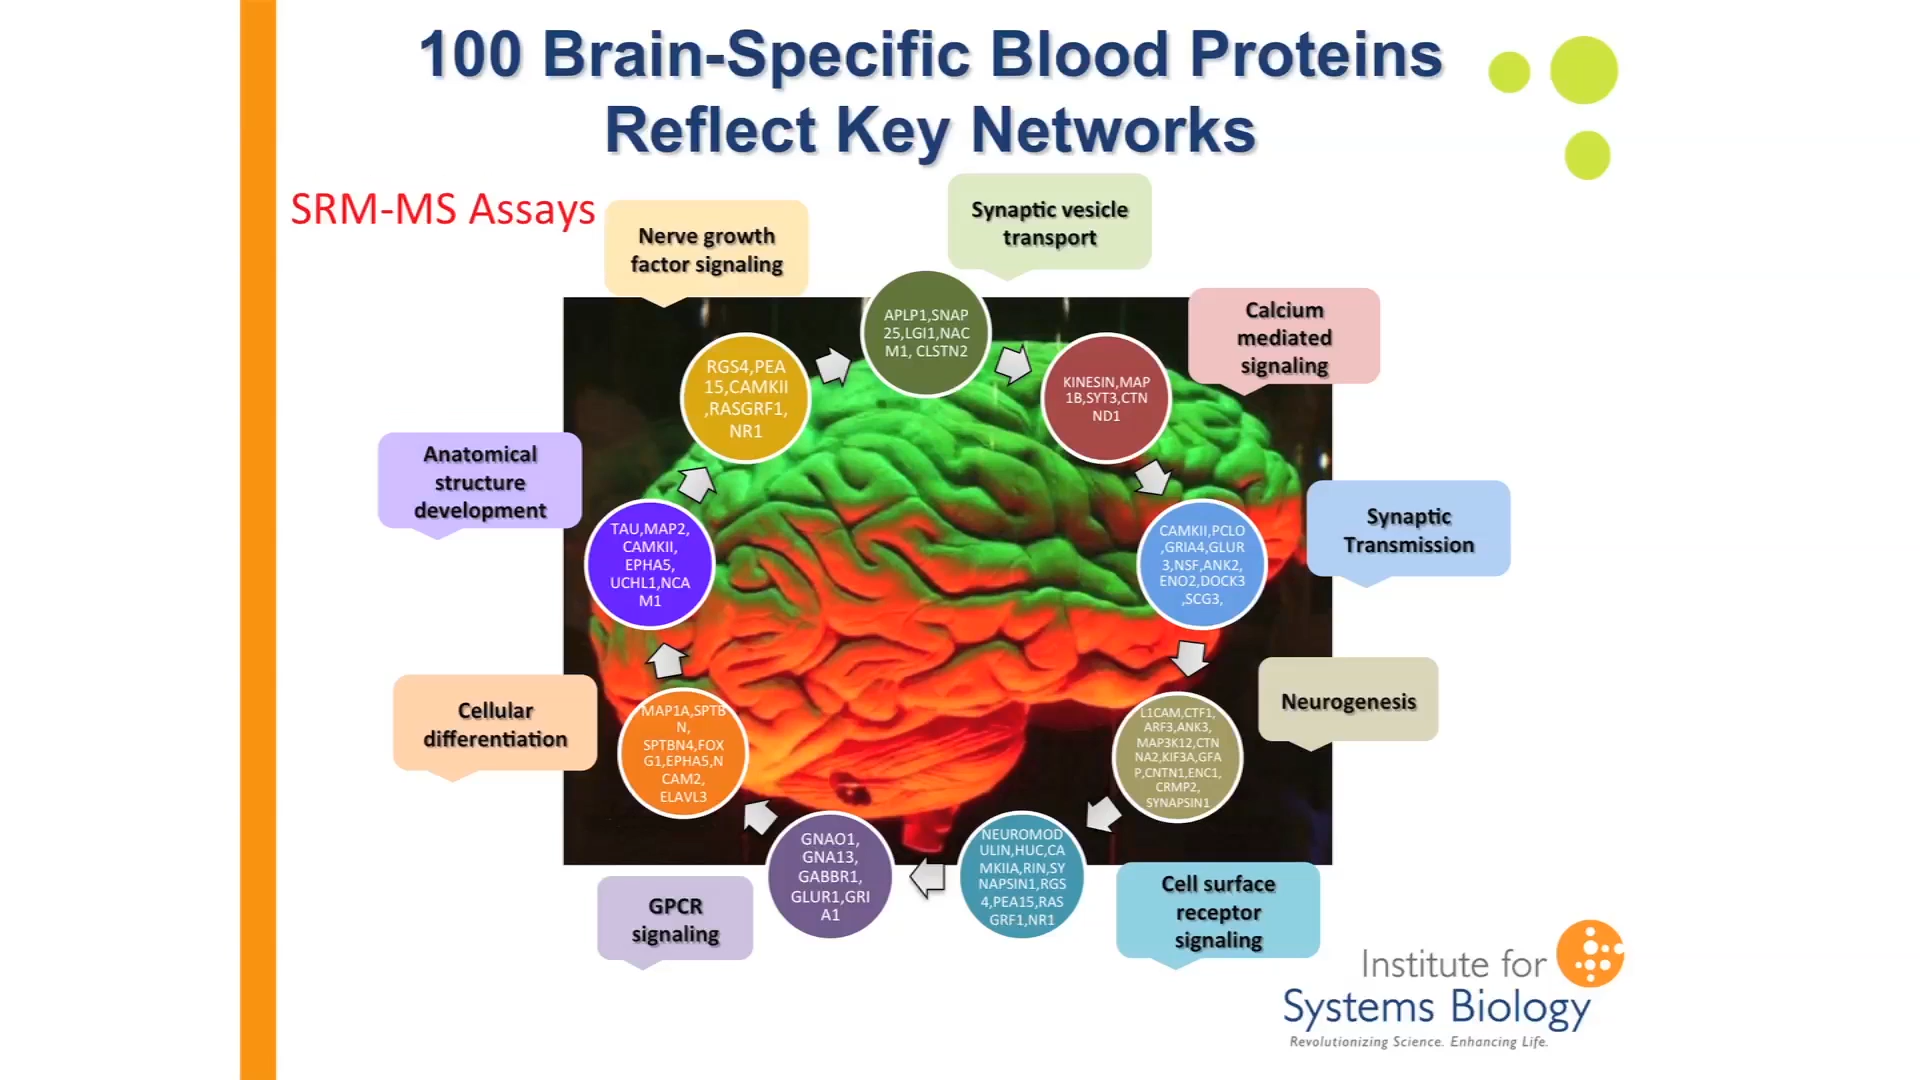 100 Brain-Specific Blood Proteins
Reflect Key Networks
SRM-MS Assays
Nerve growth
factor signaling
Synaptic vesicle
transport
Calcium
mediated
signaling
Synaptic
Transmission
Neurogenesis
Cell surface
receptor
signaling
GPCR
signaling
Cellular
differentiation
Anatomical
structure
development
RGS4,PEA
15,CAMKII
,RASGRF1,
NR1
APLP1,SNAP
25,LGI1,NAC
M1, CLSTN2
KINESIN,MAP
1B,SYT3,CTN
ND1
CAMKII,PCLO
,GRIA4,GLUR
3,NSF,ANK2,
ENO2,DOCK3
,SCG3,
L1CAM,CTF1,
ARF3,ANK3,
MAP3K12,CTN
NA2,KIF3A,GFA
P,CNTN1,ENC1,
CRMP2,
SYNAPSIN1
NEUROMOD
ULIN,HUC,CA
MKIIA,RIN,SY
NAPSIN1,RGS
4,PEA15,RAS
GRF1,NR1
GNAO1,
GNA13,
GABBR1,
GLUR1,GRI
A1
MAP1A,SPTB
N,
SPTBN4,FOX
G1,EPHA5,N
CAM2,
ELAVL3
TAU,MAP2,
CAMKII,
EPHA5,
UCHL1,NCA
M1
Institute for
Systems Biology
Revolutionizing Science. Enhancing Life.